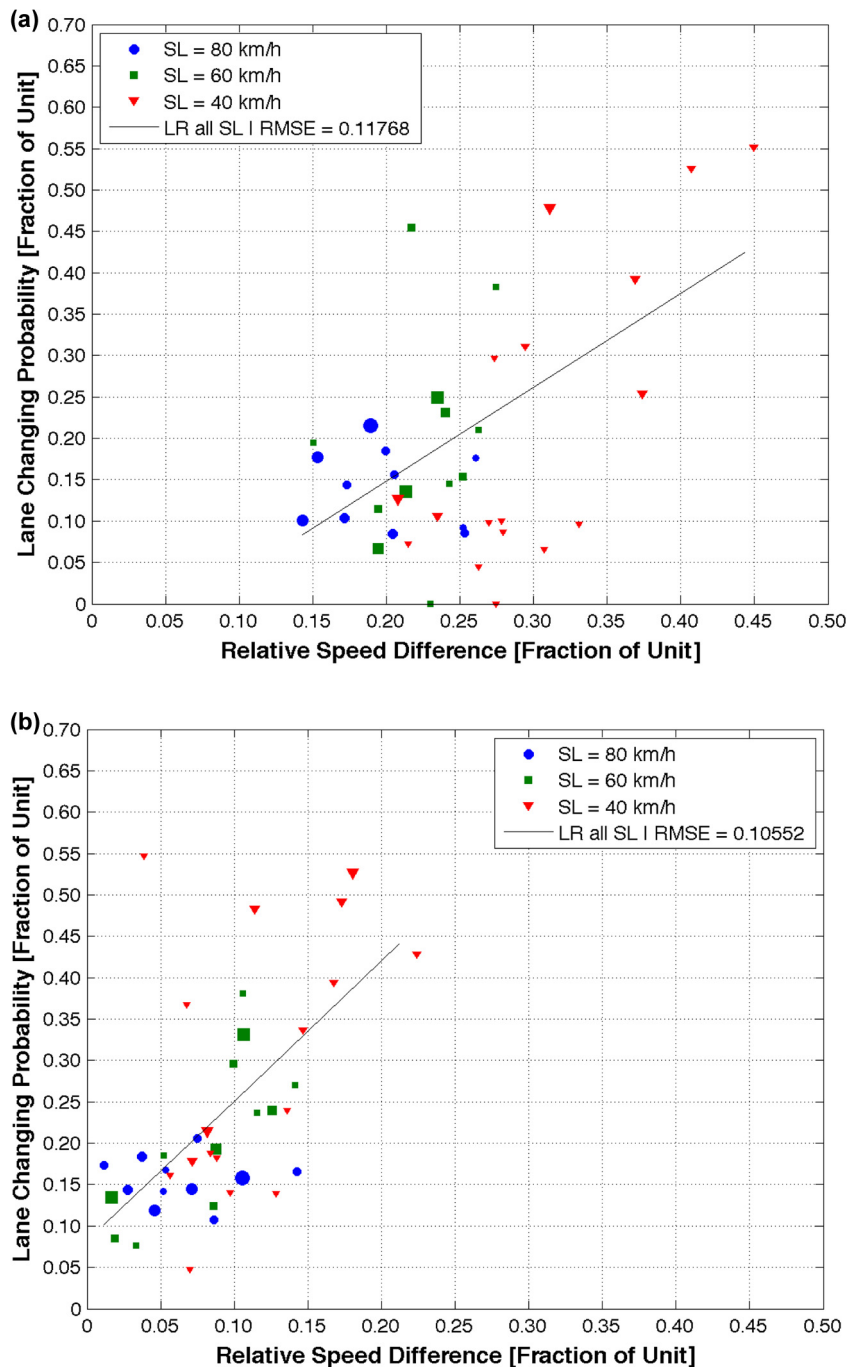 (a)
0.70
0.65
0.60
0.55
0.50
0.45
0.40
0.35
0.30
0.25
0.20
0.15
0.10
0.05
0
Lane Changing Probability [Fraction of Unit]
SL = 80 km/h
SL = 60 km/h
SL = 40 km/h
LR all SL | RMSE = 0.11768
0 0.05 0.10 0.15 0.20 0.25 0.30 0.35 0.40 0.45 0.50
Relative Speed Difference [Fraction of Unit]
(b)
0.70
0.65
0.60
0.55
0.50
0.45
0.40
0.35
0.30
0.25
0.20
0.15
0.10
0.05
0
Lane Changing Probability [Fraction of Unit]
SL = 80 km/h
SL = 60 km/h
SL = 40 km/h
LR all SL | RMSE = 0.10552
0 0.05 0.10 0.15 0.20 0.25 0.30 0.35 0.40 0.45 0.50
Relative Speed Difference [Fraction of Unit]